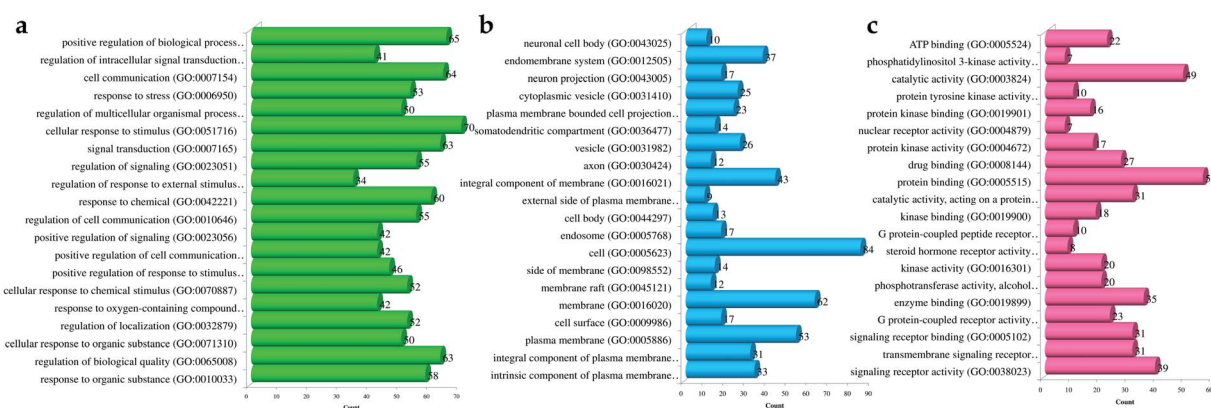 a
positive regulation of biological process.. 65
regulation of intracellular signal transduction.. 41
cell communication (GO:0007154) 64
response to stress (GO:0006950) 53
regulation of multicellular organismal process.. 50
cellular response to stimulus (GO:0051716) 70
signal transduction (GO:0007165) 63
regulation of signaling (GO:0023051) 55
regulation of response to external stimulus.. 34
response to chemical (GO:0042221) 60
regulation of cell communication (GO:0010646) 55
positive regulation of signaling (GO:0023056) 42
positive regulation of cell communication.. 42
positive regulation of response to stimulus.. 46
cellular response to chemical stimulus (GO:0070887) 52
response to oxygen-containing compound.. 42
regulation of localization (GO:0032879) 52
cellular response to organic substance (GO:0071310) 50
regulation of biological quality (GO:0065008) 63
response to organic substance (GO:0010033) 58
0 10 20 30 40 50 60 70
Count
b
neuronal cell body (GO:0043025) 10
endomembrane system (GO:0012505) 37
neuron projection (GO:0043005) 17
cytoplasmic vesicle (GO:0031410) 25
plasma membrane bounded cell projection.. 23
somatodendritic compartment (GO:0036477) 14
vesicle (GO:0031982) 26
axon (GO:0030424) 12
integral component of membrane (GO:0016021) 43
external side of plasma membrane.. 9
cell body (GO:0044297) 13
endosome (GO:0005768) 17
cell (GO:0005623) 84
side of membrane (GO:0098552) 14
membrane raft (GO:0045121) 12
membrane (GO:0016020) 62
cell surface (GO:0009986) 17
plasma membrane (GO:0005886) 53
integral component of plasma membrane.. 31
intrinsic component of plasma membrane.. 33
0 10 20 30 40 50 60 70 80 90
Count
c
ATP binding (GO:0005524) 22
phosphatidylinositol 3-kinase activity.. 7
catalytic activity (GO:0003824) 49
protein tyrosine kinase activity.. 10
protein kinase binding (GO:0019901) 16
nuclear receptor activity (GO:0004879) 7
protein kinase activity (GO:0004672) 17
drug binding (GO:0008144) 27
protein binding (GO:0005515) 5
catalytic activity, acting on a protein.. 31
kinase binding (GO:0019900) 18
G protein-coupled peptide receptor.. 10
steroid hormone receptor activity.. 8
kinase activity (GO:0016301) 20
phosphotransferase activity, alcohol.. 20
enzyme binding (GO:0019899) 35
G protein-coupled receptor activity.. 23
signaling receptor binding (GO:0005102) 31
transmembrane signaling receptor.. 31
signaling receptor activity (GO:0038023) 39
0 10 20 30 40 50 60
Count